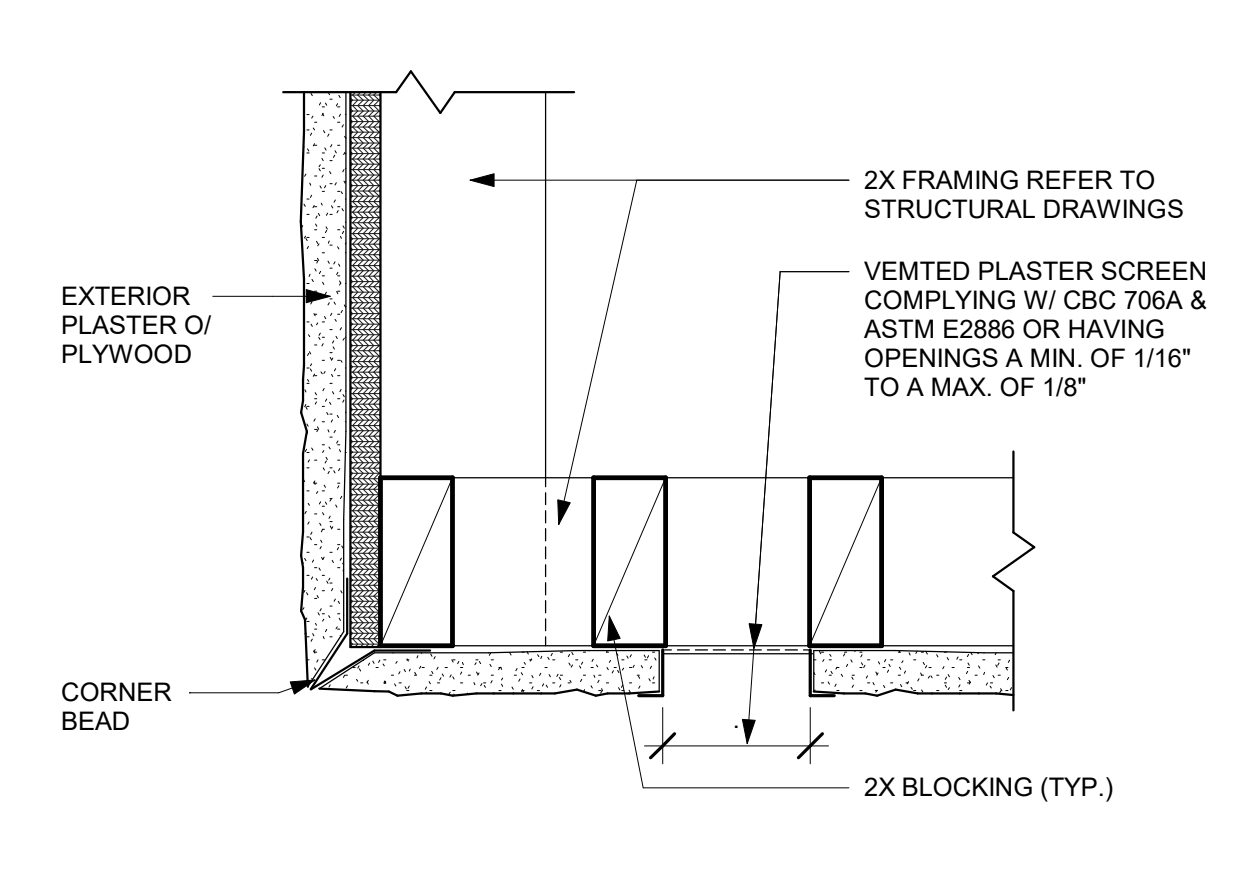 2X FRAMING REFER TO
STRUCTURAL DRAWINGS
VEMTED PLASTER SCREEN
COMPLYING W/ CBC 706A &
ASTM E2886 OR HAVING
OPENINGS A MIN. OF 1/16"
TO A MAX. OF 1/8"
EXTERIOR
PLASTER O/
PLYWOOD
CORNER
BEAD
2X BLOCKING (TYP.)